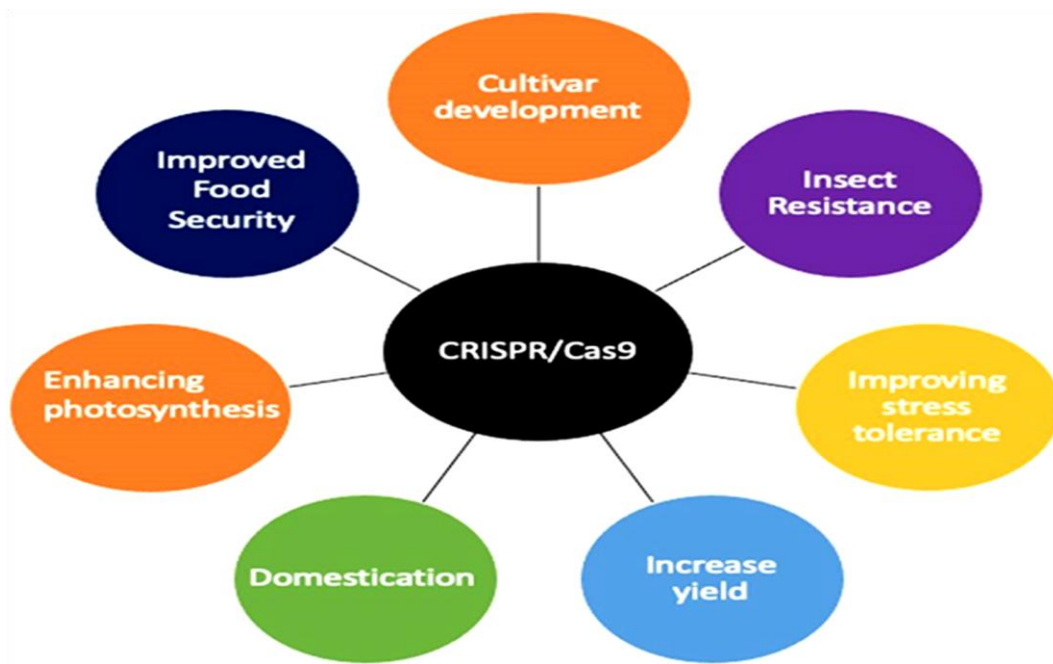 Cultivar
development
Improved
Food
Security
Insect
Resistance
CRISPR/Cas9
Enhancing
photosynthesis
Improving
stress
tolerance
Domestication
Increase
yield